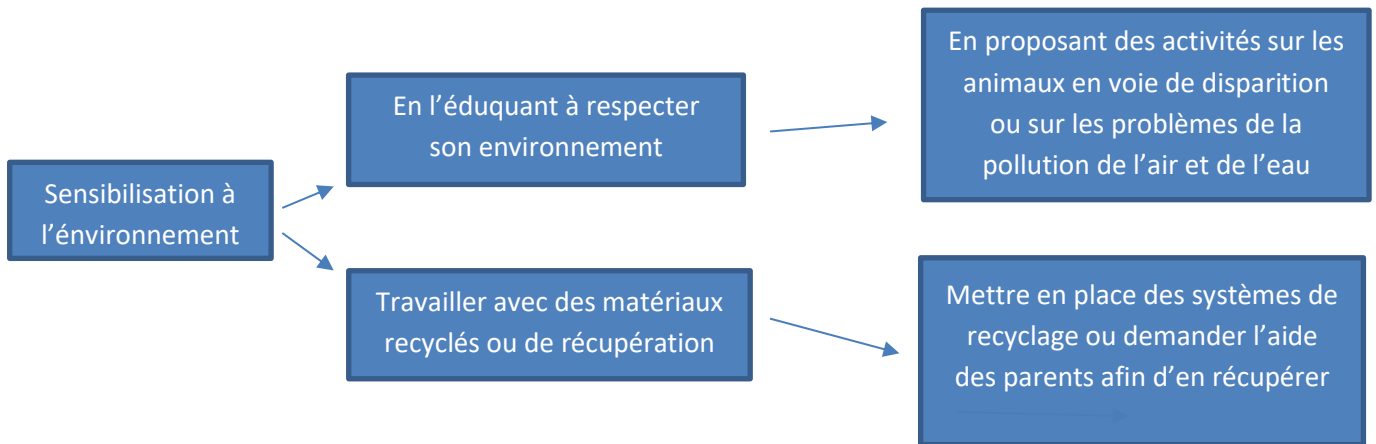 Sensibilisation à
l’énvironnement
En l’éduquant à respecter
son environnement
En proposant des activités sur les
animaux en voie de disparition
ou sur les problèmes de la
pollution de l’air et de l’eau
Travailler avec des matériaux
recyclés ou de récupération
Mettre en place des systèmes de
recyclage ou demander l’aide
des parents afin d’en récupérer